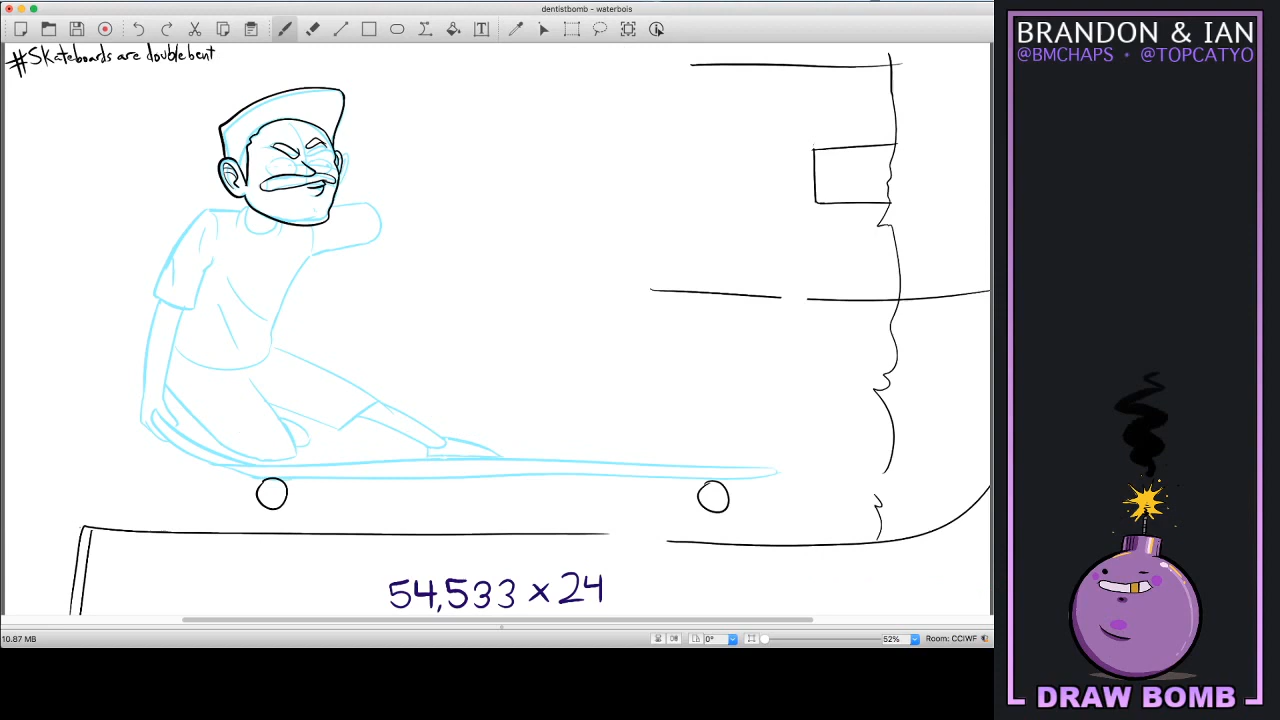 dentistbomb - waterbois
#Skateboards are doublebent
54,533 x 24
10.87 MB
0°
52%
Room: CCIWF
BRANDON & IAN
@BMCHAPS • @TOPCATYO
DRAW BOMB